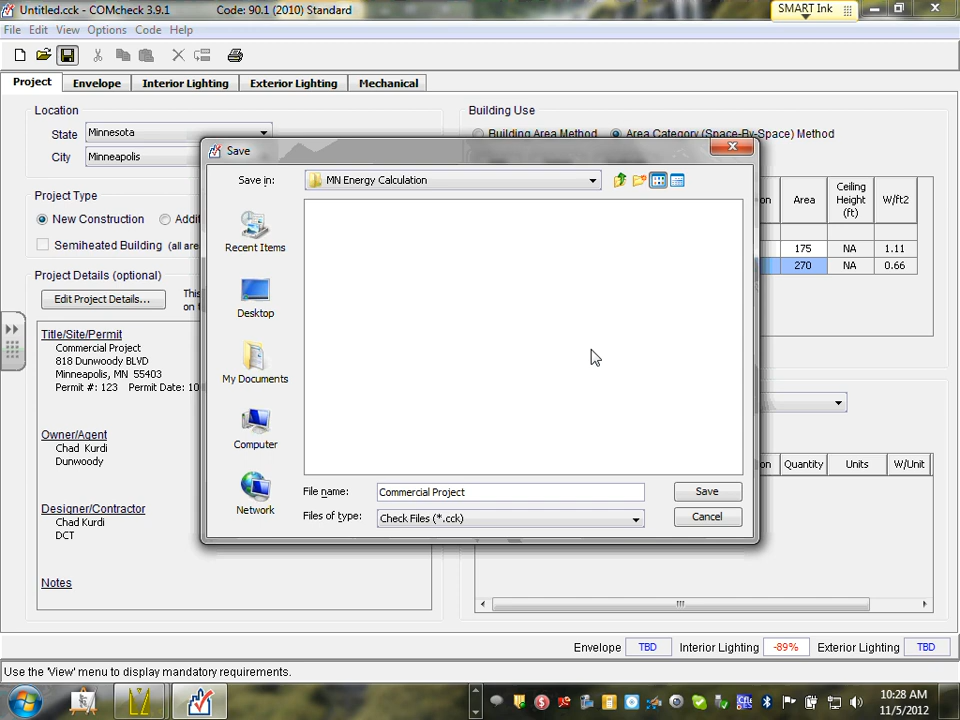 Untitled.cck - COMcheck 3.9.1 Code: 90.1 (2010) Standard
SMART Ink
File Edit View Options Code Help
Project Envelope Interior Lighting Exterior Lighting Mechanical
Location
State Minnesota
City Minneapolis
Building Use
Building Area Method Area Category (Space-By-Space) Method
Project Type
New Construction Addit
Semiheated Building (all are
Project Details (optional)
Edit Project Details...
This
on t
Title/Site/Permit
Commercial Project
818 Dunwoody BLVD
Minneapolis, MN 55403
Permit #: 123 Permit Date: 10
Owner/Agent
Chad Kurdi
Dunwoody
Designer/Contractor
Chad Kurdi
DCT
Notes
Save
Save in: MN Energy Calculation
Recent Items
Desktop
My Documents
Computer
Network
File name: Commercial Project
Save
Files of type: Check Files (*.cck)
Cancel
on Area Ceiling Height (ft) W/ft2
175 NA 1.11
270 NA 0.66
on Quantity Units W/Unit
Envelope TBD Interior Lighting -89% Exterior Lighting TBD
Use the 'View' menu to display mandatory requirements.
10:28 AM
11/5/2012